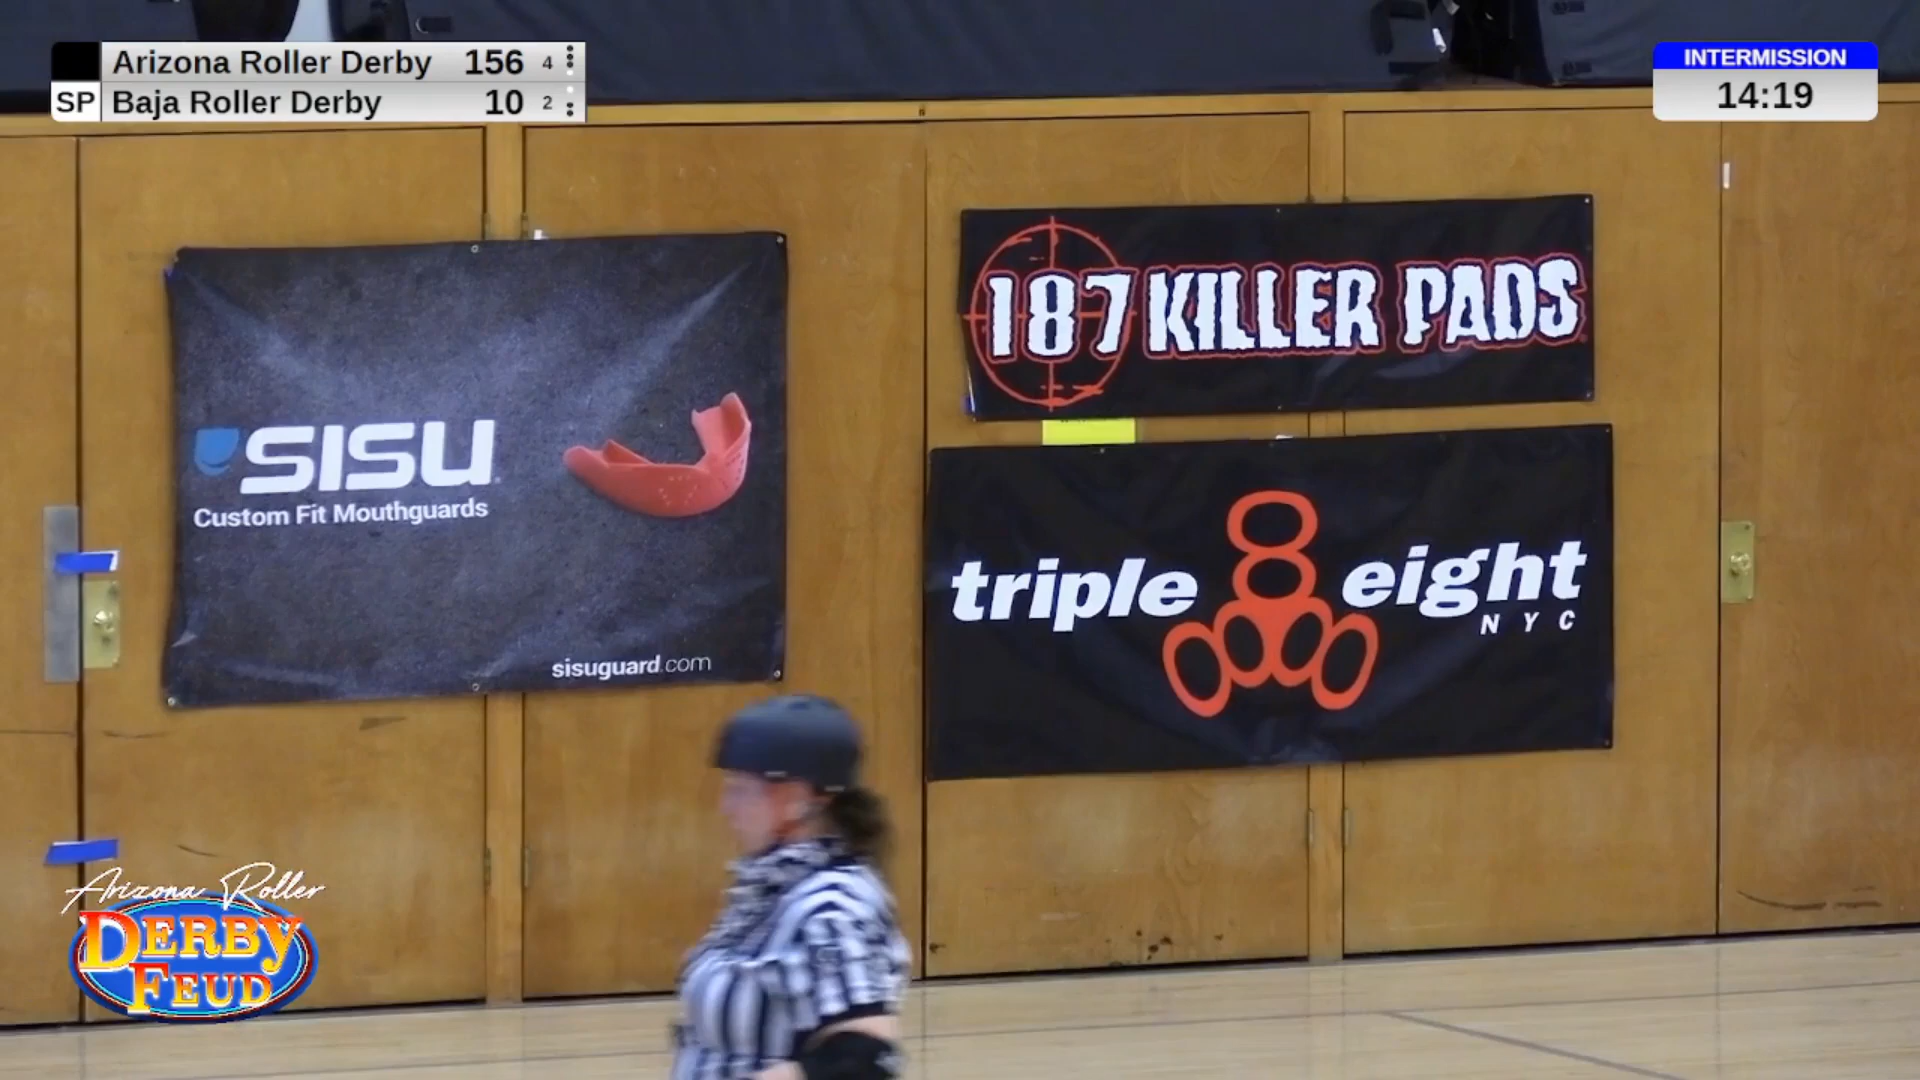 Arizona Roller Derby 156 4
SP Baja Roller Derby 10 2
INTERMISSION
14:19
187 KILLER PADS
SISU
Custom Fit Mouthguards
sisuguard.com
triple eight
NYC
Arizona Roller
DERBY
FEUD